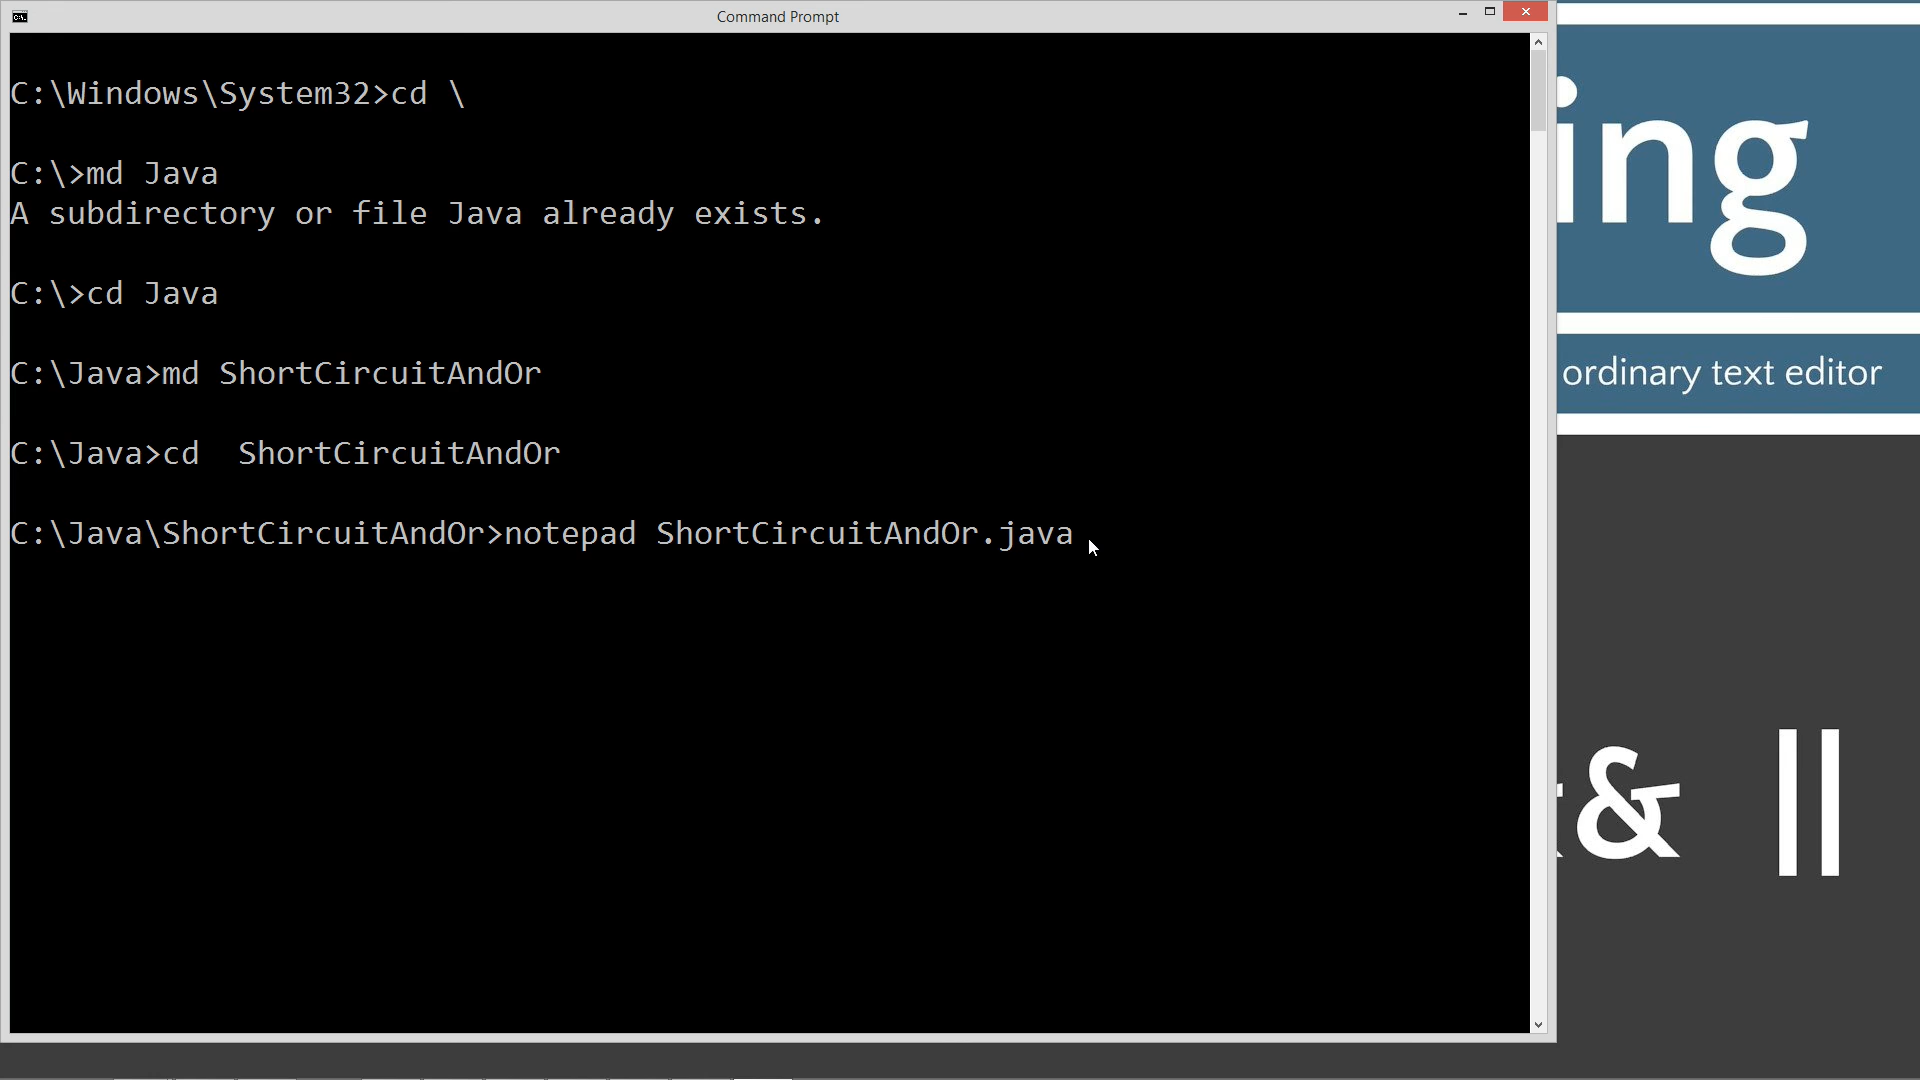 Command Prompt
C:\Windows\System32>cd \
C:\>md Java
A subdirectory or file Java already exists.
C:\>cd Java
C:\Java>md ShortCircuitAndOr
C:\Java>cd  ShortCircuitAndOr
C:\Java\ShortCircuitAndOr>notepad ShortCircuitAndOr.java
ing
ordinary text editor
& ||